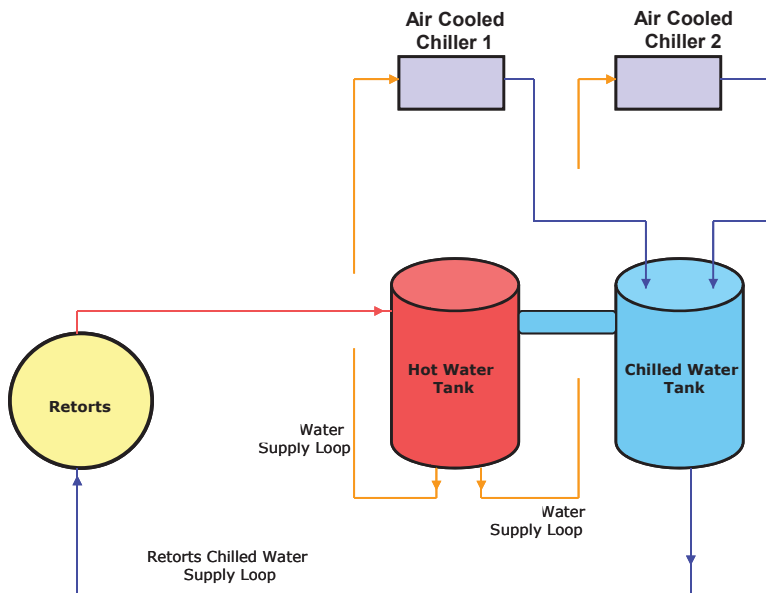 Air Cooled
Chiller 1
Air Cooled
Chiller 2
Retorts
Hot Water
Tank
Chilled Water
Tank
Water
Supply Loop
Water
Supply Loop
Retorts Chilled Water
Supply Loop